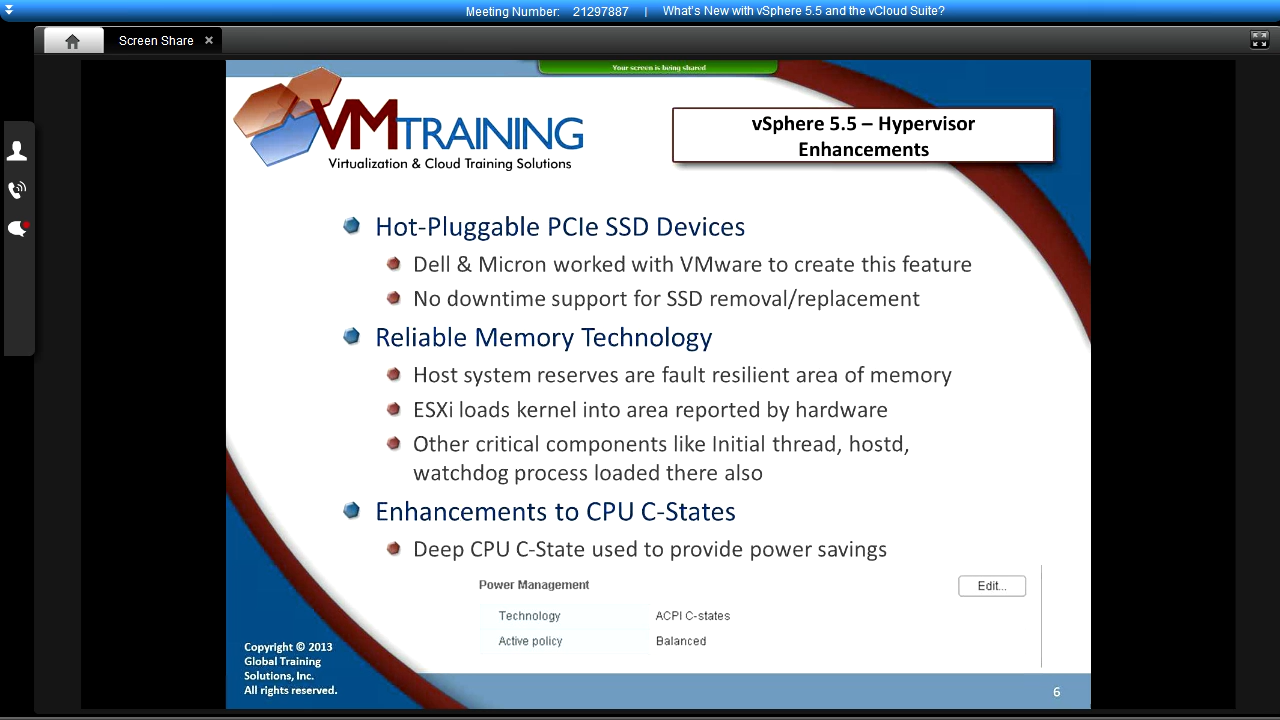 Meeting Number: 21297887 | What's New with vSphere 5.5 and the vCloud Suite?
Screen Share ×
Your screen is being shared
VMTRAINING
Virtualization & Cloud Training Solutions
vSphere 5.5 – Hypervisor
Enhancements
Hot-Pluggable PCIe SSD Devices
Dell & Micron worked with VMware to create this feature
No downtime support for SSD removal/replacement
Reliable Memory Technology
Host system reserves are fault resilient area of memory
ESXi loads kernel into area reported by hardware
Other critical components like Initial thread, hostd,
watchdog process loaded there also
Enhancements to CPU C-States
Deep CPU C-State used to provide power savings
Power Management
Edit...
Technology ACPI C-states
Active policy Balanced
Copyright © 2013
Global Training
Solutions, Inc.
All rights reserved.
6